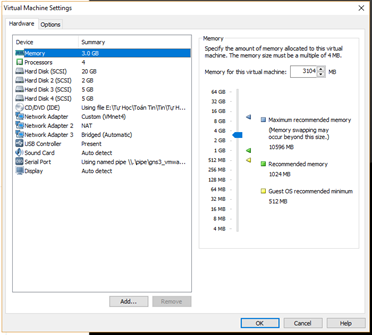 Virtual Machine Settings
Hardware Options
Device Summary
Memory 3.0 GB
Processors 4
Hard Disk (SCSI) 20 GB
Hard Disk 2 (SCSI) 2 GB
Hard Disk 3 (SCSI) 2 GB
Hard Disk 4 (SCSI) 5 GB
CD/DVD (IDE) Using file E:\Tự Học\Toán Tin\Tin H...
Network Adapter Custom (VMnet4)
Network Adapter 2 NAT
Network Adapter 3 Bridged (Automatic)
USB Controller Present
Sound Card Auto detect
Serial Port Using named pipe \\.\pipe\gns3_vmwa...
Display Auto detect
Add... Remove
Memory
Specify the amount of memory allocated to this virtual
machine. The memory size must be a multiple of 4 MB.
Memory for this virtual machine: 3104 MB
64 GB
32 GB
16 GB
8 GB
4 GB
2 GB
1 GB
512 MB
256 MB
128 MB
64 MB
32 MB
16 MB
8 MB
4 MB
Maximum recommended memory
(Memory swapping may
occur beyond this size.)
10596 MB
Recommended memory
1024 MB
Guest OS recommended minimum
512 MB
OK Cancel Help